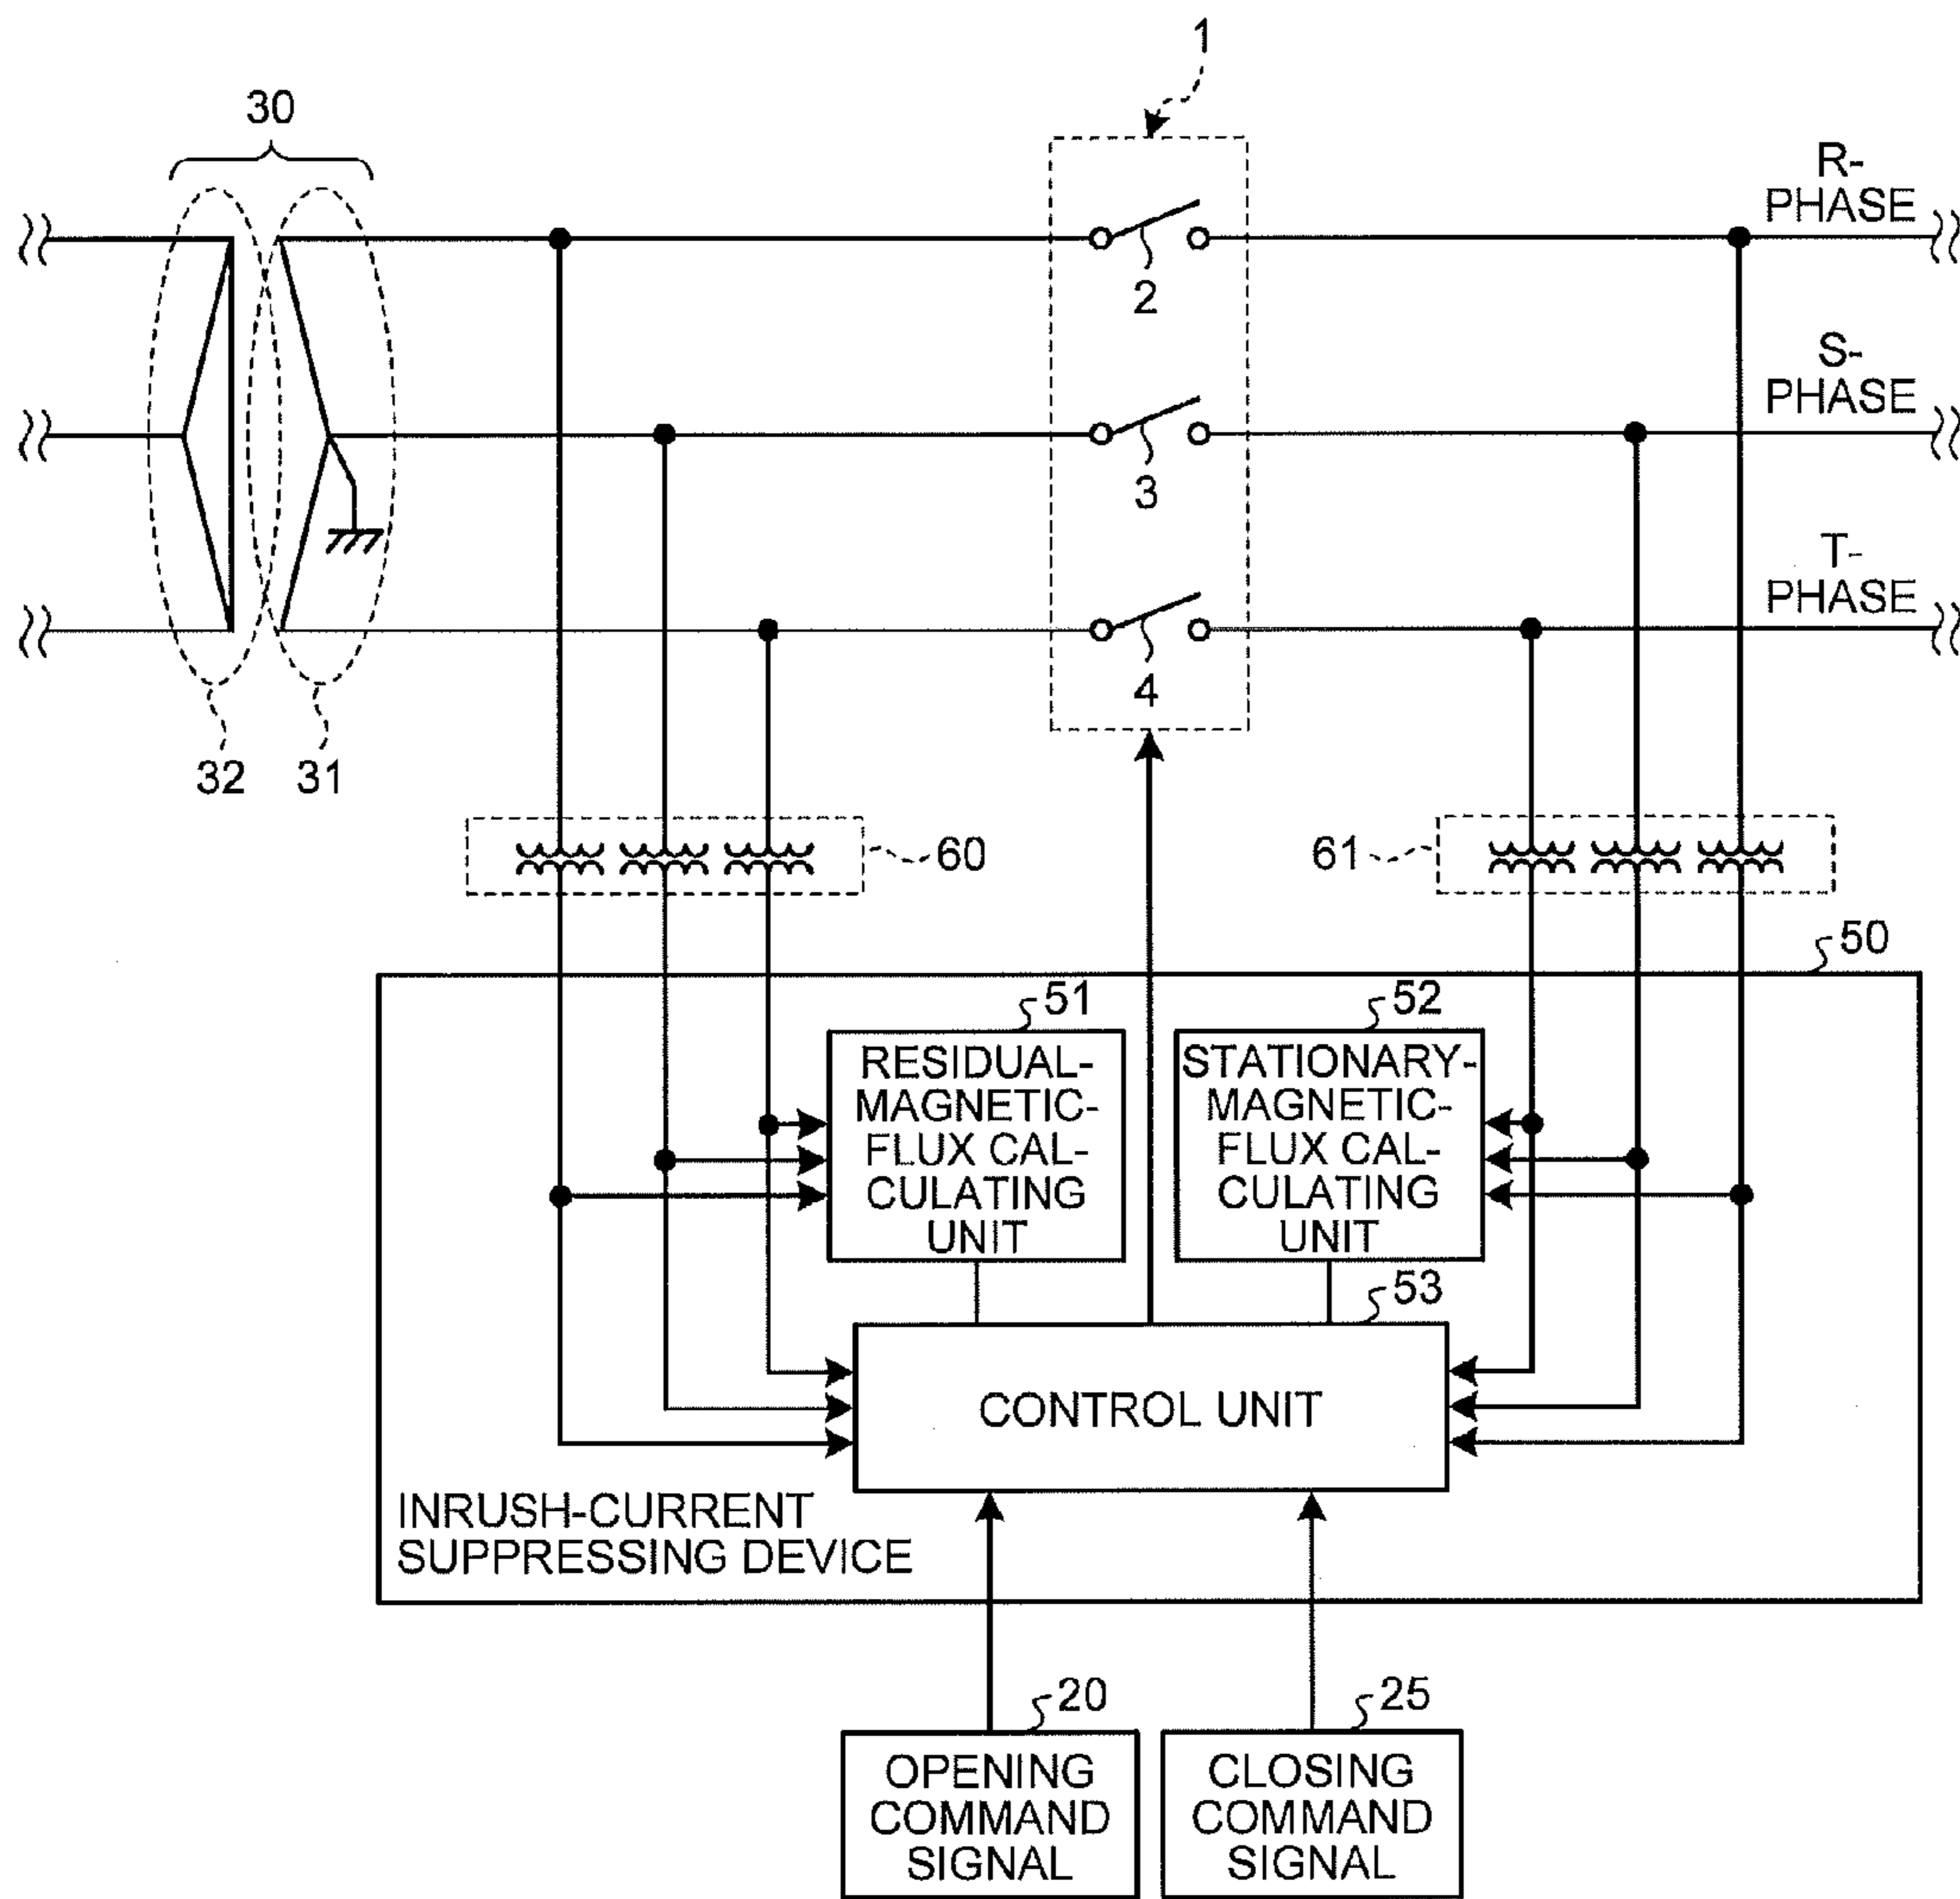 1
30
R-
PHASE
2
S-
PHASE
3
T-
PHASE
4
32
31
60
61
50
51
52
RESIDUAL-
MAGNETIC-
FLUX CAL-
CULATING
UNIT
STATIONARY-
MAGNETIC-
FLUX CAL-
CULATING
UNIT
53
CONTROL UNIT
INRUSH-CURRENT
SUPPRESSING DEVICE
20
25
OPENING
COMMAND
SIGNAL
CLOSING
COMMAND
SIGNAL